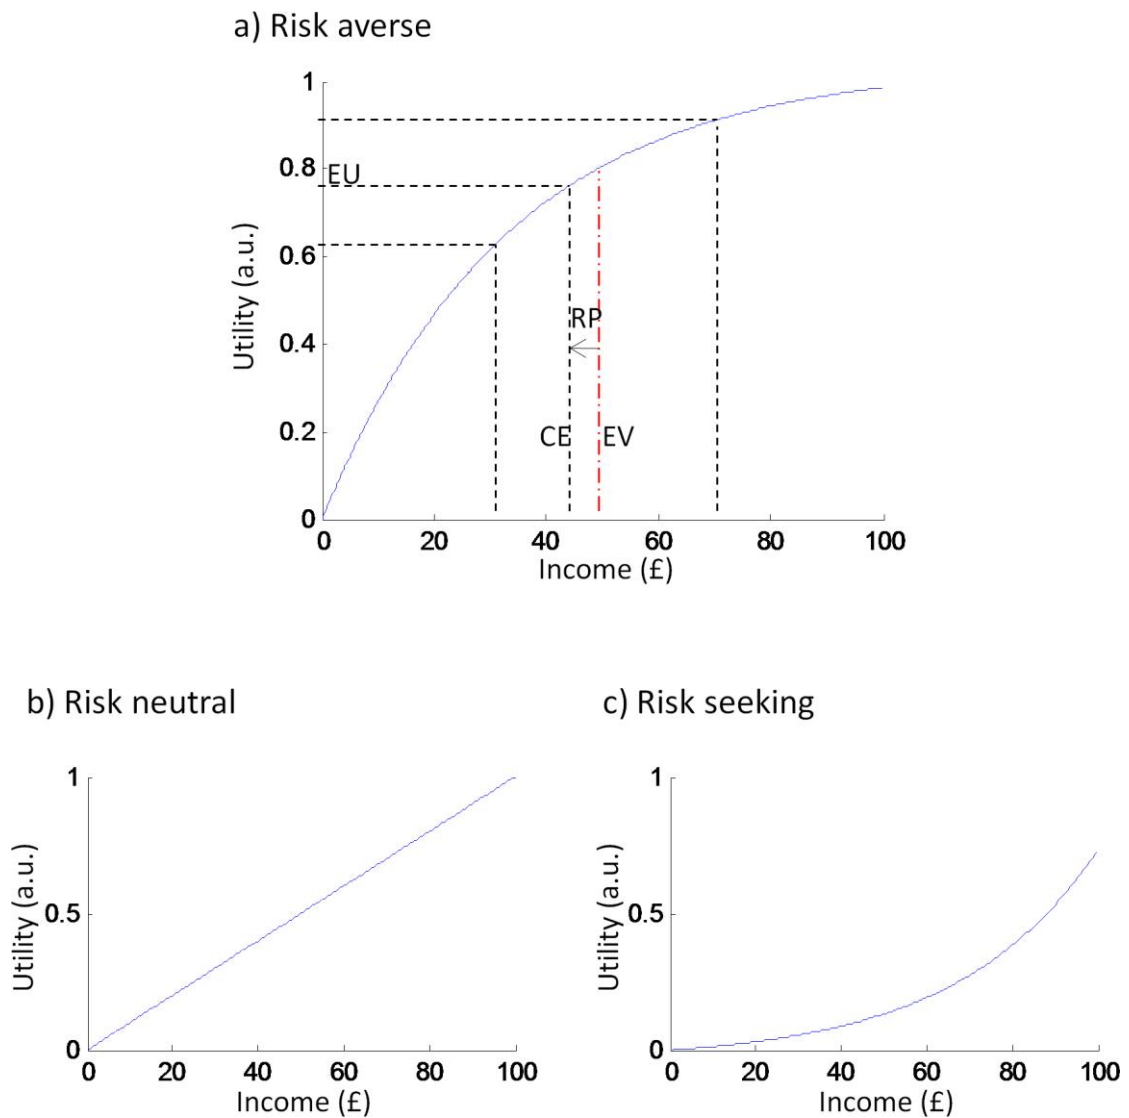 a) Risk averse
1
0.8
0.6
0.4
0.2
0
Utility (a.u.)
EU
RP
CE EV
0 20 40 60 80 100
Income (£)
b) Risk neutral
1
0.5
0
Utility (a.u.)
0 20 40 60 80 100
Income (£)
c) Risk seeking
1
0.5
0
Utility (a.u.)
0 20 40 60 80 100
Income (£)